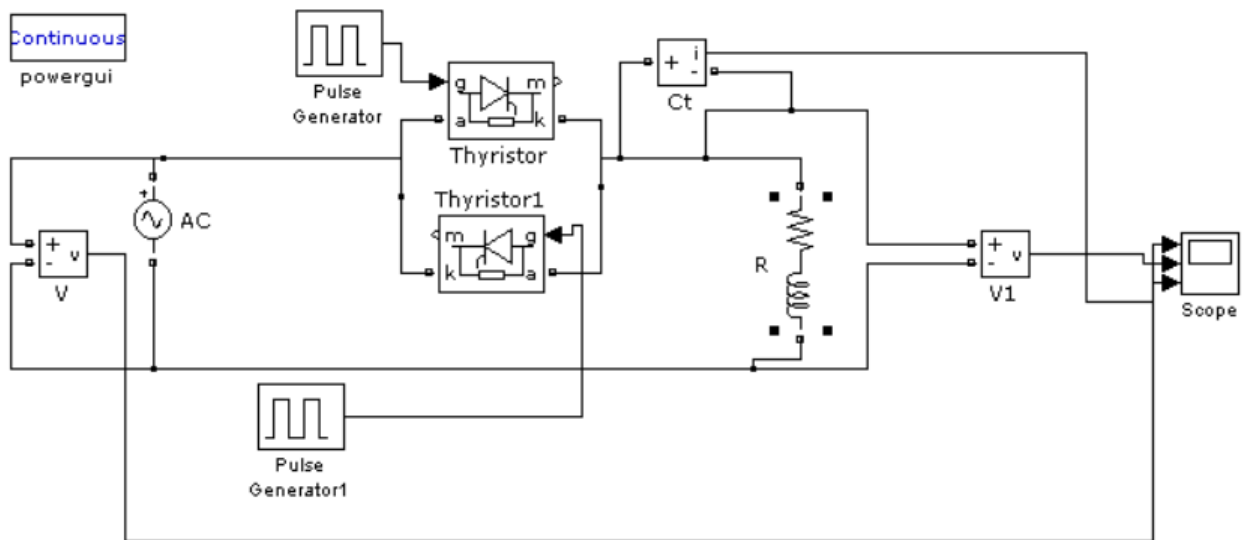 Continuous
powergui
Pulse
Generator
g m
a k
Thyristor
+ i
-
Ct
Thyristor1
m g
k a
+
AC
+
- v
V
R
+
- v
V1
Scope
Pulse
Generator1